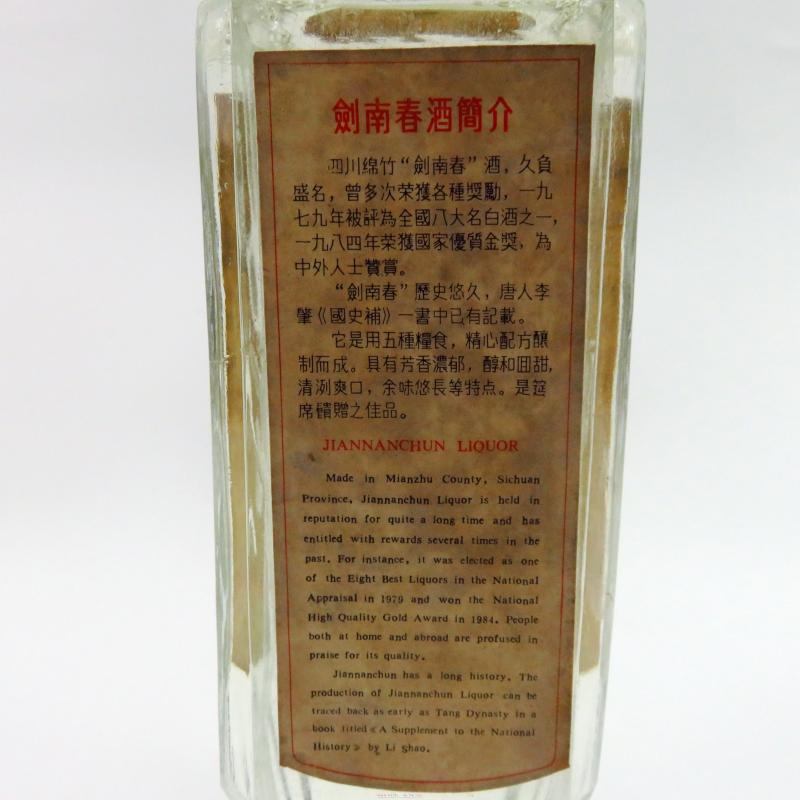 劍南春酒簡介
四川綿竹“劍南春”酒，久負
盛名，曾多次荣獲各種獎勵，一九
七九年被評為全國八大名白酒之一，
一九八四年荣獲國家優質金獎，為
中外人士贊賞。
“劍南春”歷史悠久，唐人李
肇《國史補》一書中已有記載。
它是用五種糧食，精心配方釀
制而成。具有芳香濃郁，醇和回甜，
清洌爽口，余味悠長等特点。是筵
席饋贈之佳品。
JIANNANCHUN LIQUOR
Made in Mianzhu County, Sichuan
Province, Jiannanchun Liquor is held in
reputation for quite a long time and has
entitled with rewards several times in the
past. For instance, it was elected as one
of the Eight Best Liquors in the National
Appraisal in 1979 and won the National
High Quality Gold Award in 1984. People
both at home and abroad are profused in
praise for its quality.
Jiannanchun has a long history. The
production of Jiannanchun Liquor can be
traced back as early as Tang Dynasty in a
book titled《A Supplement to the National
History》by Li Shao.